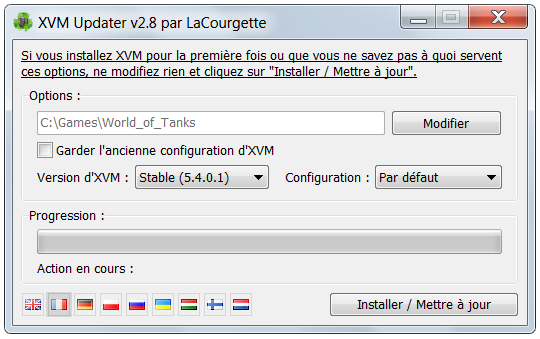 XVM Updater v2.8 par LaCourgette
Si vous installez XVM pour la première fois ou que vous ne savez pas à quoi servent
ces options, ne modifiez rien et cliquez sur "Installer / Mettre à jour".
Options :
C:\Games\World_of_Tanks
Modifier
Garder l'ancienne configuration d'XVM
Version d'XVM : Stable (5.4.0.1) Configuration : Par défaut
Progression :
Action en cours :
Installer / Mettre à jour